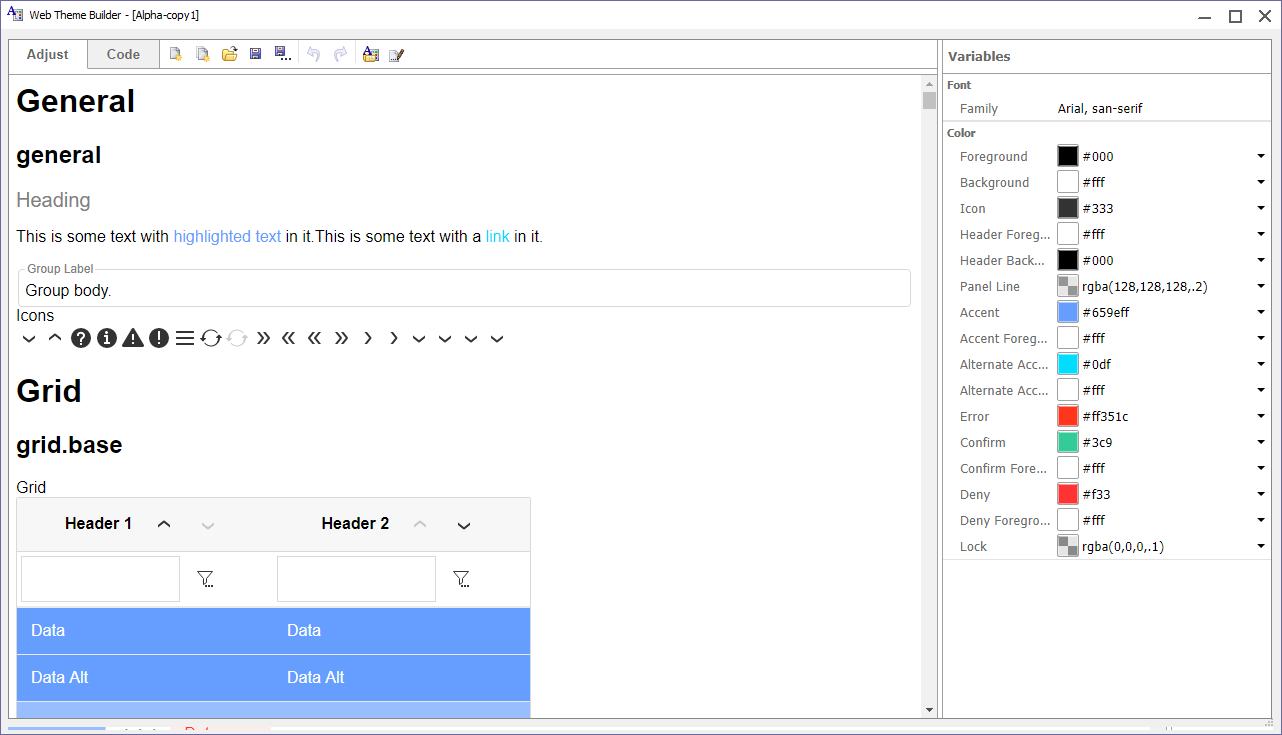 Web Theme Builder - [Alpha-copy1]
Adjust
Code
General
general
Heading
This is some text with highlighted text in it.This is some text with a link in it.
Group Label
Group body.
Icons
Grid
grid.base
Grid
Header 1
Header 2
Data
Data
Data Alt
Data Alt
Variables
Font
Family Arial, san-serif
Color
Foreground #000
Background #fff
Icon #333
Header Foreg... #fff
Header Back... #000
Panel Line rgba(128,128,128,.2)
Accent #659eff
Accent Foreg... #fff
Alternate Acc... #0df
Alternate Acc... #fff
Error #ff351c
Confirm #3c9
Confirm Fore... #fff
Deny #f33
Deny Foregro... #fff
Lock rgba(0,0,0,.1)